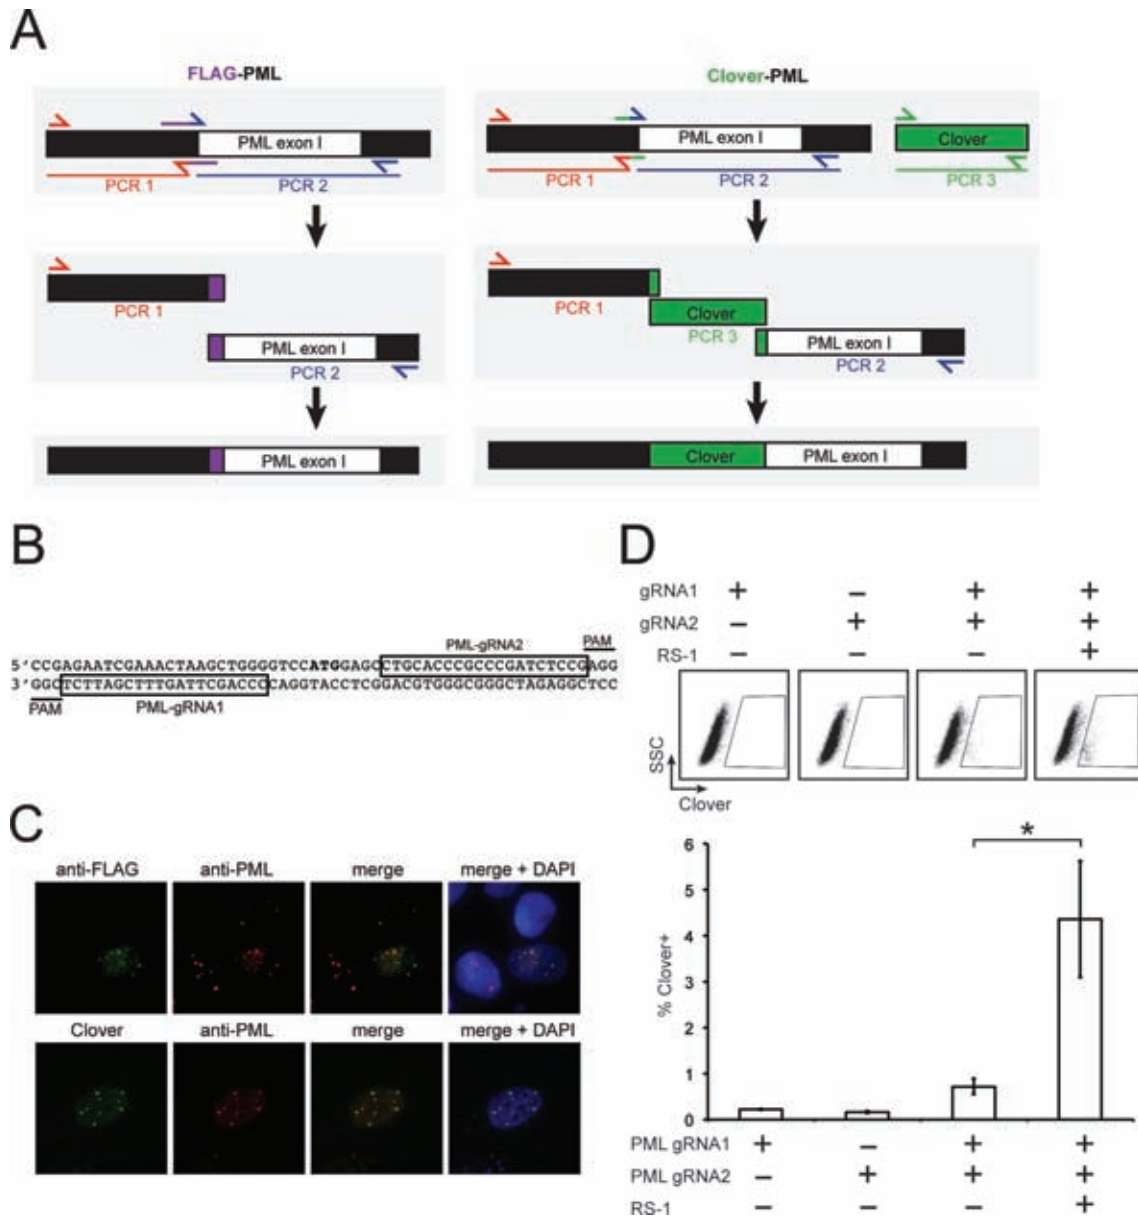 A
FLAG-PML
PML exon I
PCR 1
PCR 2
PCR 1
PML exon I
PCR 2
PML exon I
Clover-PML
PML exon I
Clover
PCR 1
PCR 2
PCR 3
PCR 1
Clover
PCR 3
PML exon I
PCR 2
Clover
PML exon I
B
PML-gRNA2
PAM
5'CCGAGAATCGAAACTAAGCTGGGGTCCATGGAGCCTGCACCCGCCCGATCTCCGAGG
3'GGCTCTTAGCTTTGATTCGACCCCAGGTACCTCGGACGTGGGCGGGCTAGAGGCTCC
PAM
PML-gRNA1
C
anti-FLAG
anti-PML
merge
merge + DAPI
Clover
anti-PML
merge
merge + DAPI
D
gRNA1 + – + +
gRNA2 – + + +
RS-1 – – – +
SSC
Clover
*
% Clover+
6
5
4
3
2
1
0
PML gRNA1 + – + +
PML gRNA2 – + + +
RS-1 – – – +